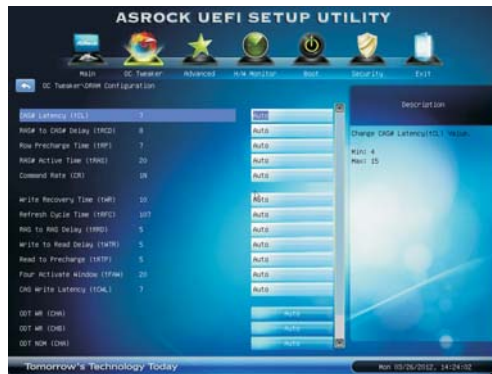 ASROCK UEFI SETUP UTILITY
Main OC Tweaker Advanced H/W Monitor Boot Security Exit
OC Tweaker\DRAM Configuration
Description
CAS# Latency (tCL) 7 Auto
Change CAS# Latency(tCL) Value.
Min: 4
Max: 15
RAS# to CAS# Delay (tRCD) 8 Auto
Row Precharge Time (tRP) 7 Auto
RAS# Active Time (tRAS) 20 Auto
Command Rate (CR) 1N Auto
Write Recovery Time (tWR) 10 Auto
Refresh Cycle Time (tRFC) 107 Auto
RAS to RAS Delay (tRRD) 5 Auto
Write to Read Delay (tWTR) 5 Auto
Read to Precharge (tRTP) 5 Auto
Four Activate Window (tFAW) 20 Auto
CAS Write Latency (tCWL) 7 Auto
ODT WR (CHA) Auto
ODT WR (CHB) Auto
ODT NOM (CHA) Auto
Tomorrow's Technology Today
Mon 03/26/2012, 14:24:02